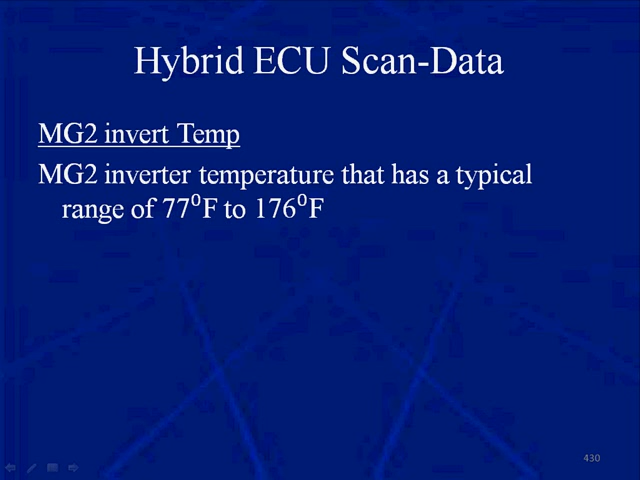 Hybrid ECU Scan-Data
MG2 invert Temp
MG2 inverter temperature that has a typical
range of 77⁰F to 176⁰F
430